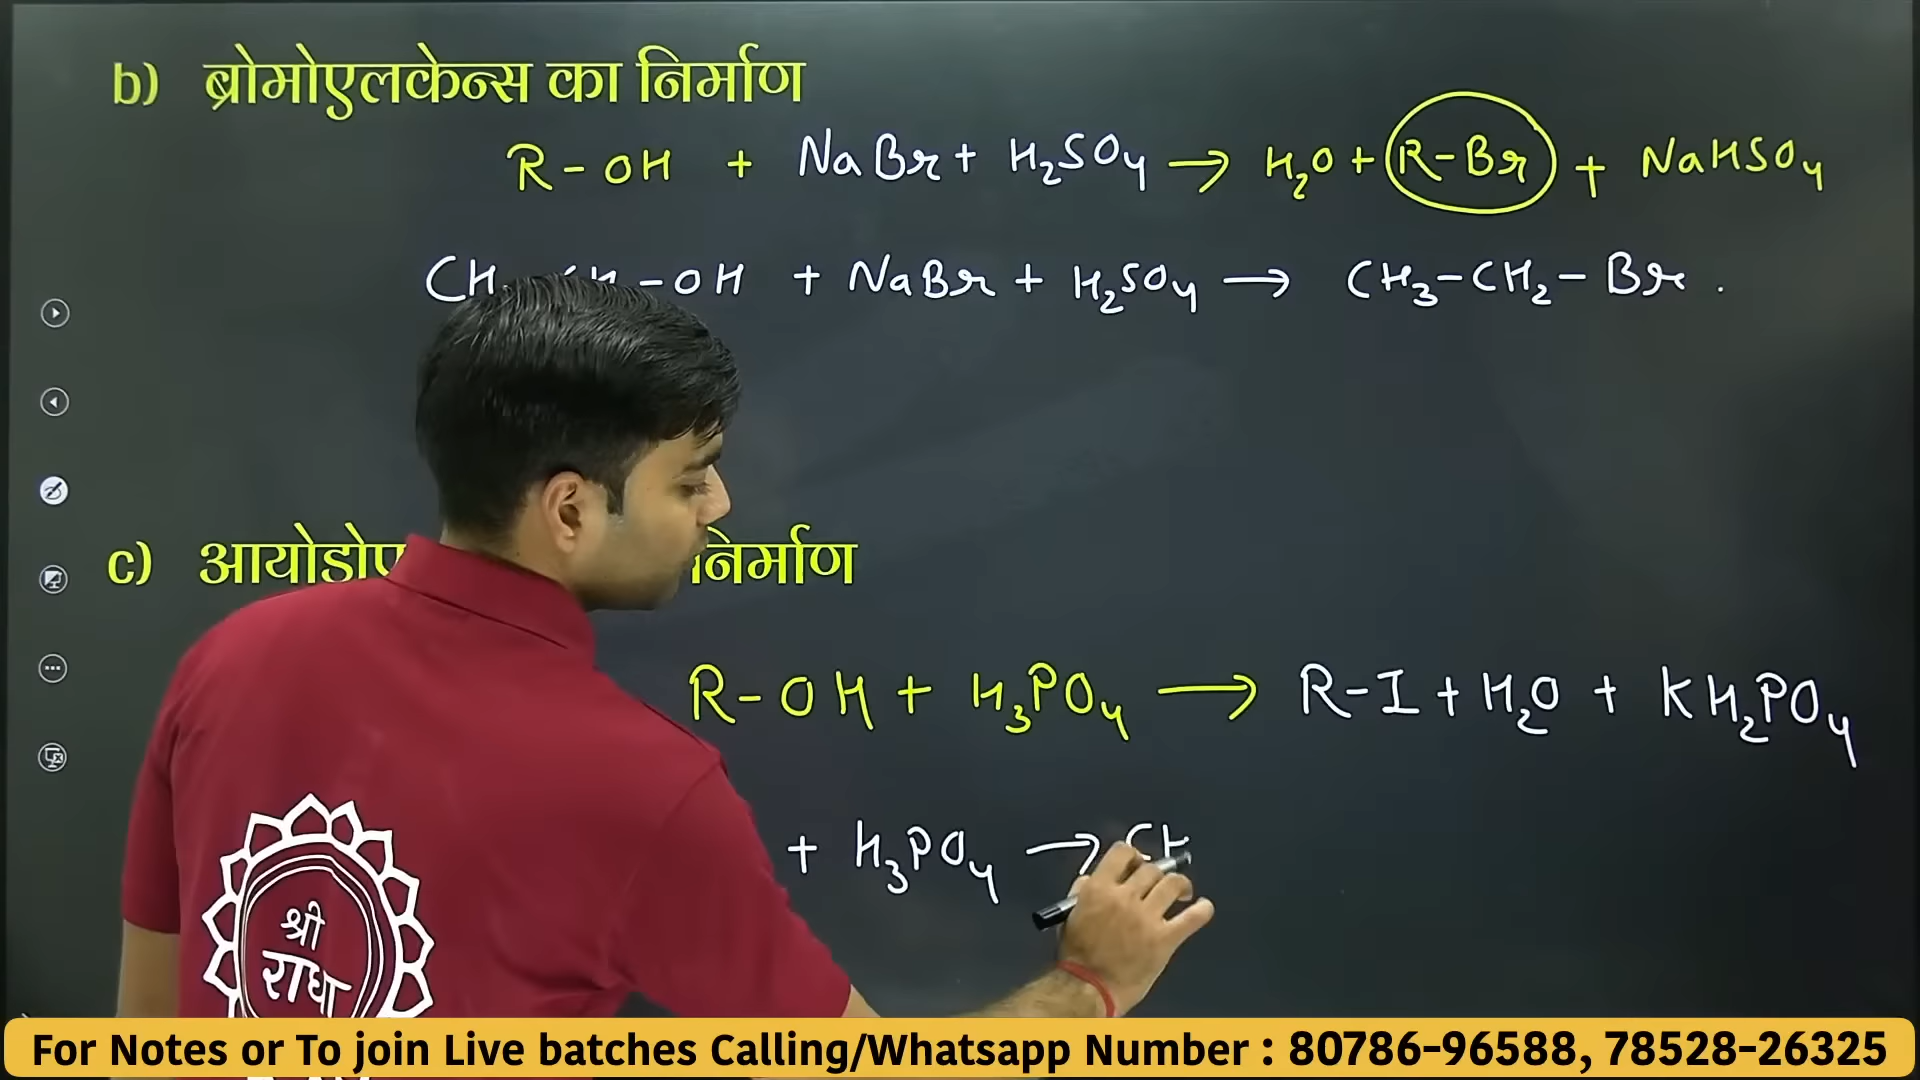 b) ब्रोमोएलकेन्स का निर्माण
R-OH + NaBr + H₂SO₄ → H₂O + R-Br + NaHSO₄
-OH + NaBr + H₂SO₄ → CH₃-CH₂-Br.
c) निर्माण
R-OH + H₃PO₄ → R-I + H₂O + KH₂PO₄
+ H₃PO₄ →
श्री
राधा
For Notes or To join Live batches Calling/Whatsapp Number : 80786-96588, 78528-26325